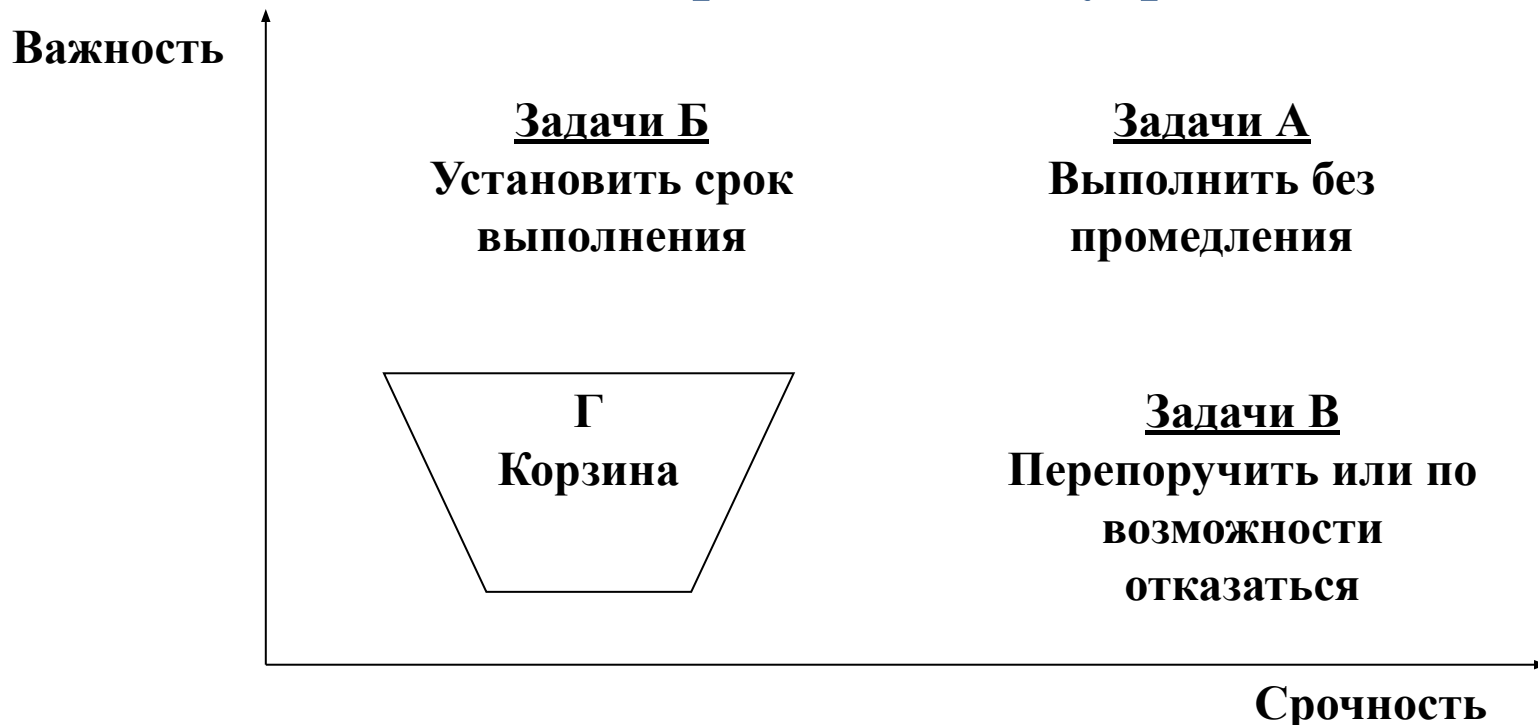 Важность
Задачи Б
Установить срок
выполнения
Задачи А
Выполнить без
промедления
Г
Корзина
Задачи В
Перепоручить или по
возможности
отказаться
Срочность